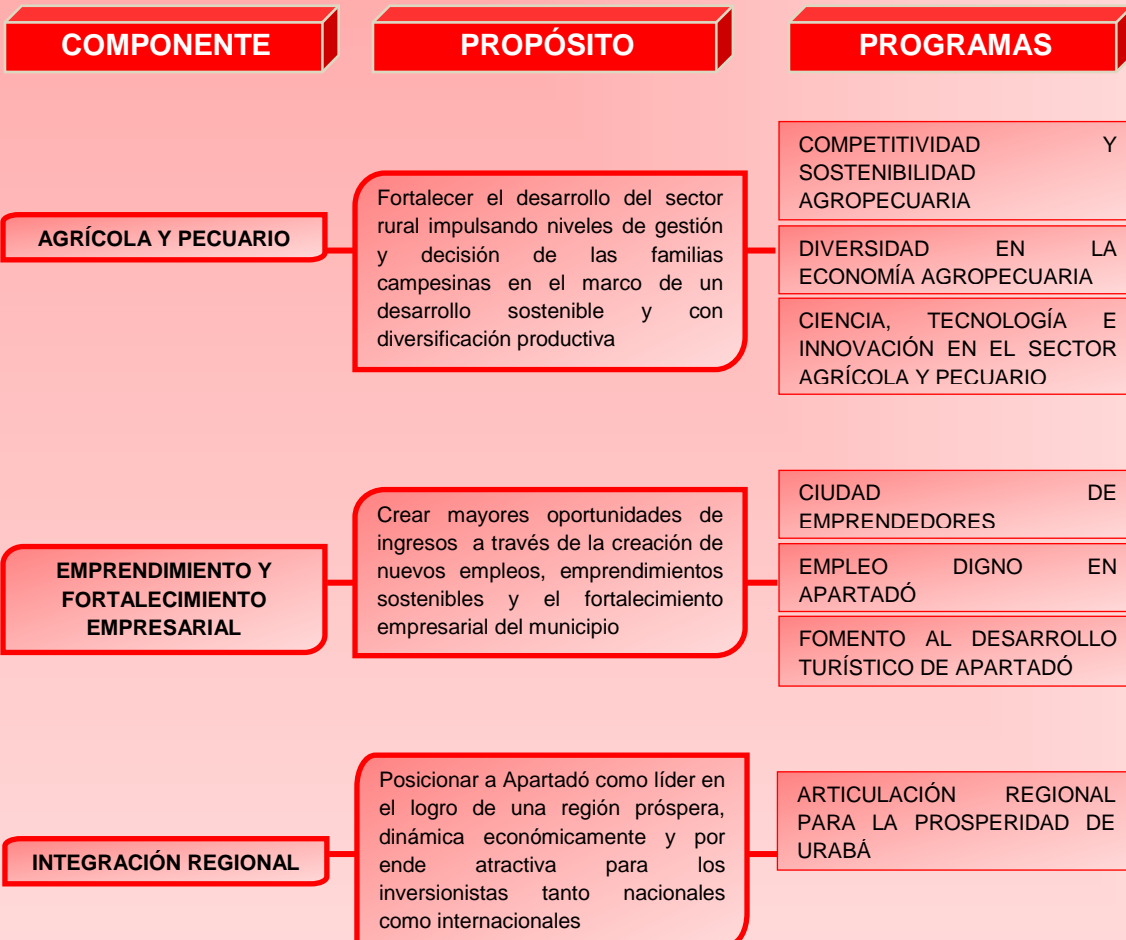 COMPONENTE
PROPÓSITO
PROGRAMAS
AGRÍCOLA Y PECUARIO
Fortalecer el desarrollo del sector
rural impulsando niveles de gestión
y decisión de las familias
campesinas en el marco de un
desarrollo sostenible y con
diversificación productiva
COMPETITIVIDAD Y
SOSTENIBILIDAD
AGROPECUARIA
DIVERSIDAD EN LA
ECONOMÍA AGROPECUARIA
CIENCIA, TECNOLOGÍA E
INNOVACIÓN EN EL SECTOR
AGRÍCOLA Y PECUARIO
EMPRENDIMIENTO Y
FORTALECIMIENTO
EMPRESARIAL
Crear mayores oportunidades de
ingresos a través de la creación de
nuevos empleos, emprendimientos
sostenibles y el fortalecimiento
empresarial del municipio
CIUDAD DE
EMPRENDEDORES
EMPLEO DIGNO EN
APARTADÓ
FOMENTO AL DESARROLLO
TURÍSTICO DE APARTADÓ
INTEGRACIÓN REGIONAL
Posicionar a Apartadó como líder en
el logro de una región próspera,
dinámica económicamente y por
ende atractiva para los
inversionistas tanto nacionales
como internacionales
ARTICULACIÓN REGIONAL
PARA LA PROSPERIDAD DE
URABÁ